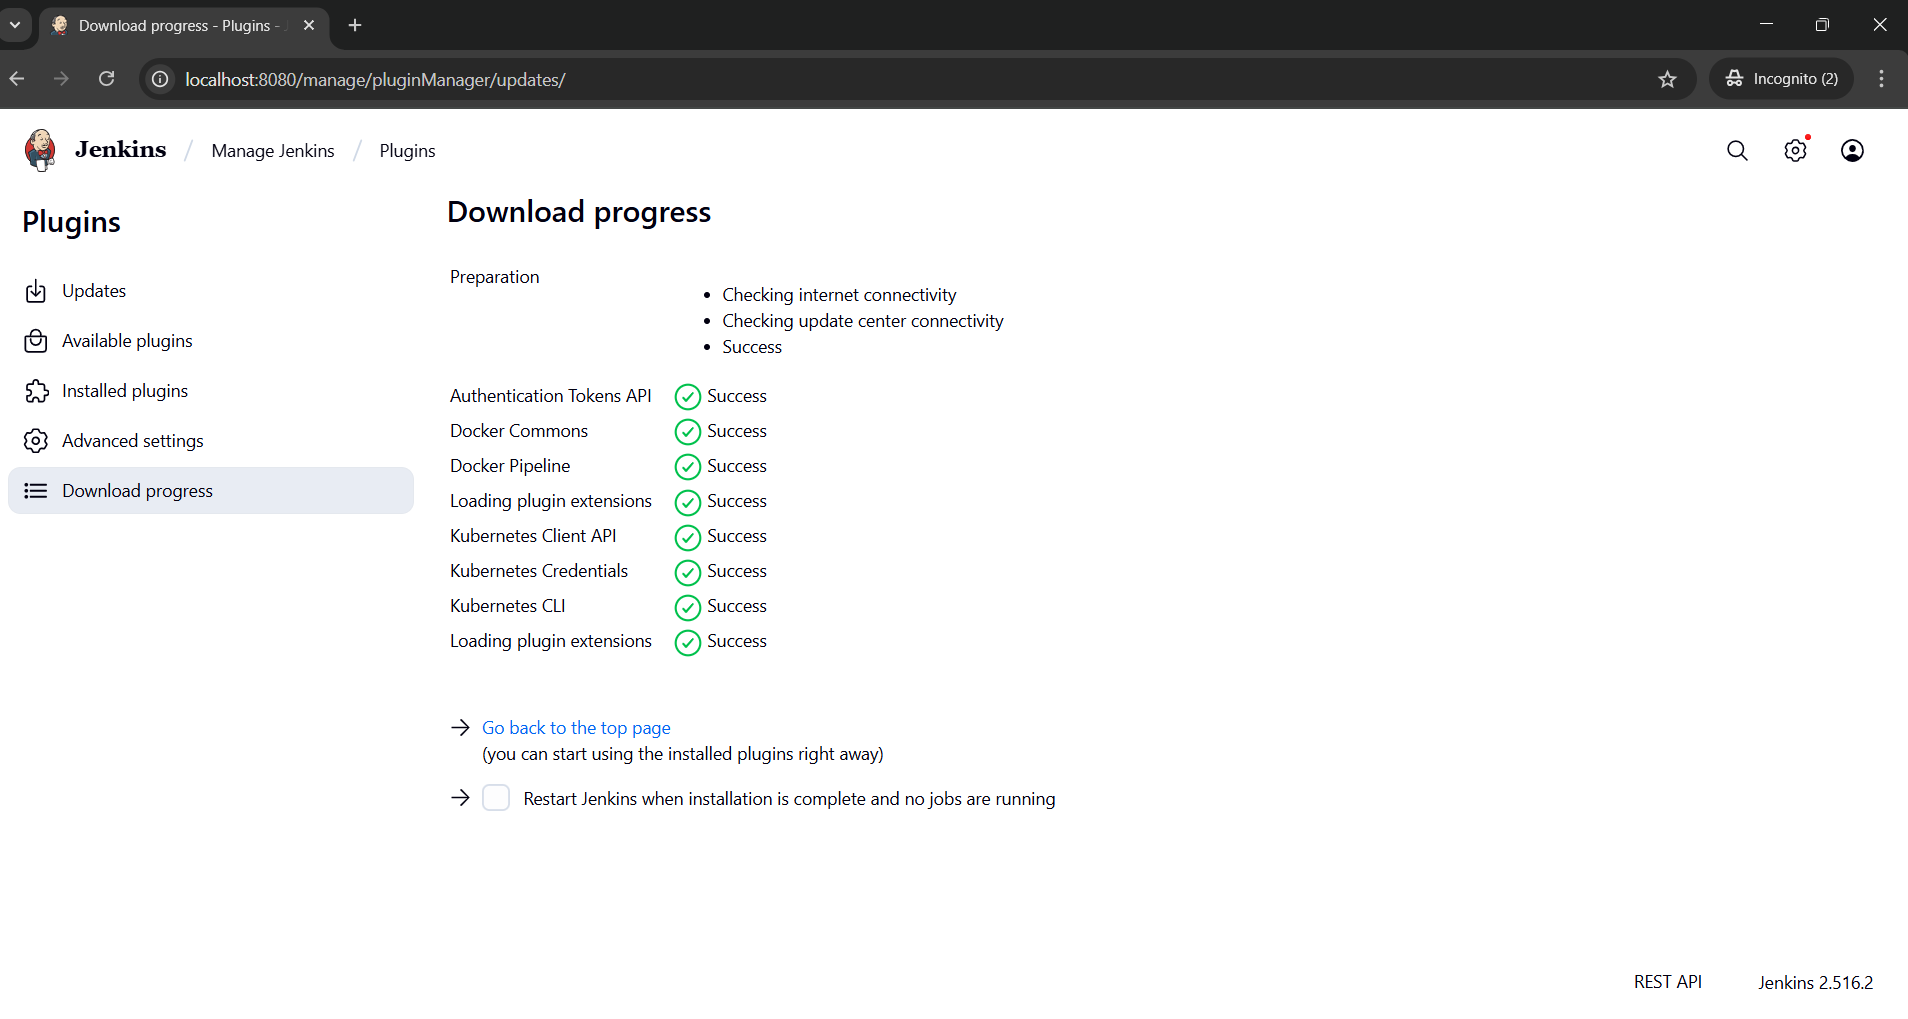 Download progress - Plugins -
localhost:8080/manage/pluginManager/updates/
Incognito (2)
Jenkins / Manage Jenkins / Plugins
Plugins
Updates
Available plugins
Installed plugins
Advanced settings
Download progress
Download progress
Preparation
Checking internet connectivity
Checking update center connectivity
Success
Authentication Tokens API Success
Docker Commons Success
Docker Pipeline Success
Loading plugin extensions Success
Kubernetes Client API Success
Kubernetes Credentials Success
Kubernetes CLI Success
Loading plugin extensions Success
Go back to the top page
(you can start using the installed plugins right away)
Restart Jenkins when installation is complete and no jobs are running
REST API Jenkins 2.516.2